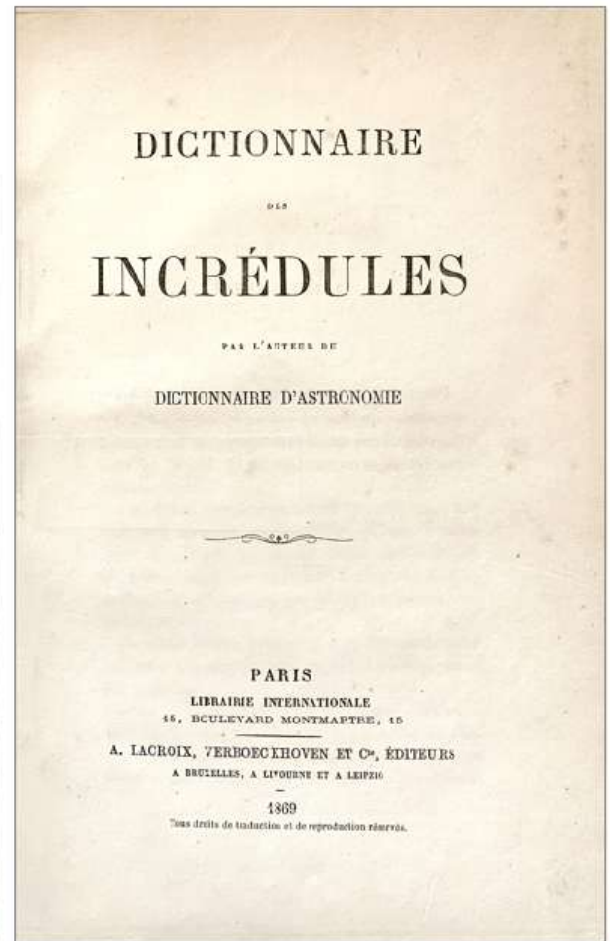 DICTIONNAIRE
DES
INCRÉDULES
PAR L'AUTEUR DU
DICTIONNAIRE D'ASTRONOMIE
PARIS
LIBRAIRIE INTERNATIONALE
15, BOULEVARD MONTMARTRE, 15
A. LACROIX, VERBOECKHOVEN ET Cie, ÉDITEURS
A BRUXELLES, A LIVOURNE ET A LEIPZIG
1869
Tous droits de traduction et de reproduction réservés.